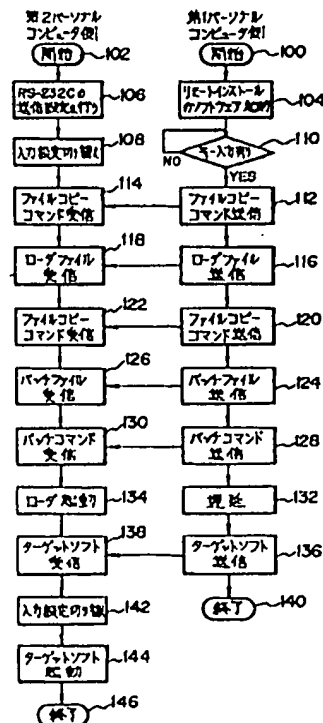 第2パーソナル
コンピュータ側
第1パーソナル
コンピュータ側
開始
102
開始
100
RS-232Cの
送信設定を行う
106
リモートインストール
のソフトウェア起動
104
入力設定切り替え
108
キー入力有り
110
NO
YES
ファイルコピー
コマンド受信
114
ファイルコピー
コマンド送信
112
ローダファイル
受信
118
ローダファイル
送信
116
ファイルコピー
コマンド受信
122
ファイルコピー
コマンド送信
120
バッチファイル
受信
126
バッチファイル
送信
124
バッチコマンド
受信
130
バッチコマンド
送信
128
ローダ起動
134
遅延
132
ターゲットソフト
受信
138
ターゲットソフト
送信
136
入力設定切り替え
142
終了
140
ターゲットソフト
起動
144
終了
146